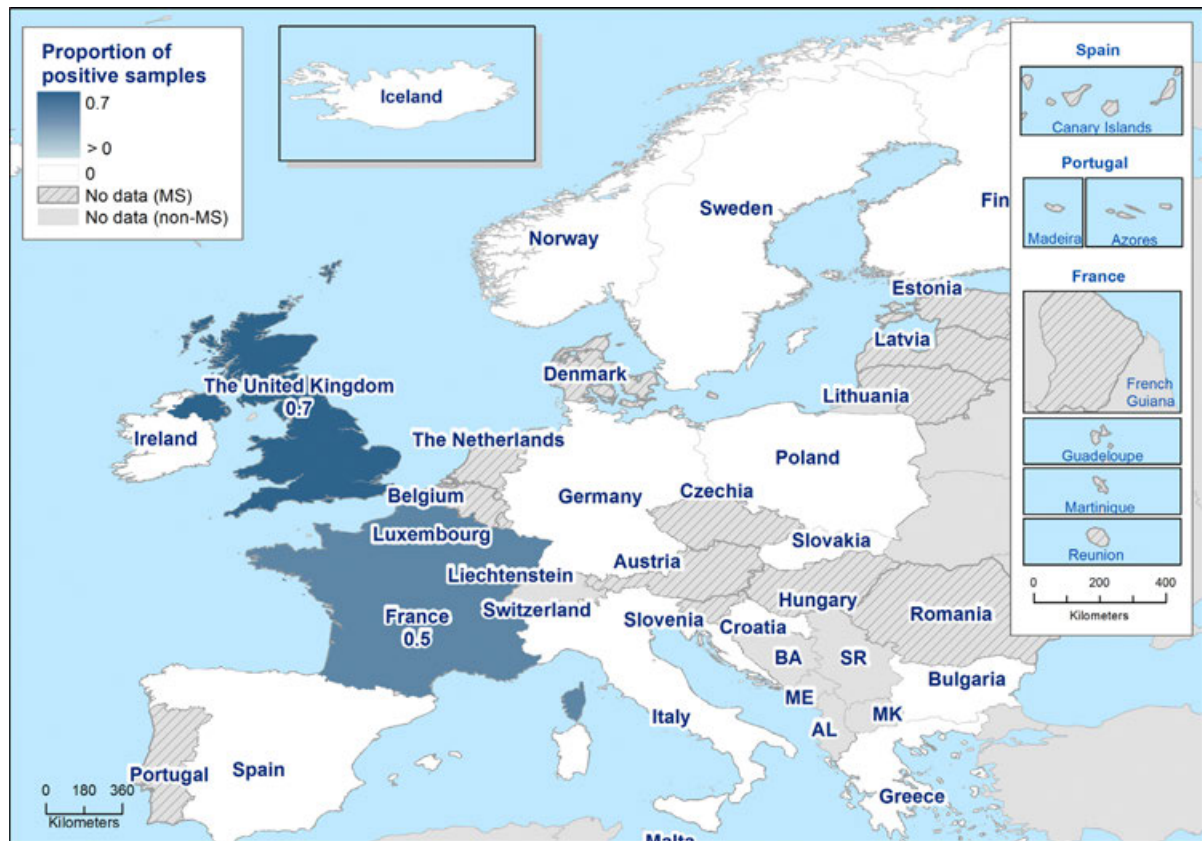 Proportion of
positive samples
0.7
> 0
0
No data (MS)
No data (non-MS)
Iceland
Norway
Sweden
Fin
Estonia
Latvia
Lithuania
Denmark
The United Kingdom
0.7
Ireland
The Netherlands
Belgium
Luxembourg
Germany
Poland
Czechia
Slovakia
Austria
Liechtenstein
Switzerland
France
0.5
Slovenia
Hungary
Croatia
Romania
BA
SR
Bulgaria
ME
MK
AL
Italy
Greece
Portugal
Spain
Malta
0 180 360
Kilometers
Spain
Canary Islands
Portugal
Madeira
Azores
France
French
Guiana
Guadeloupe
Martinique
Reunion
0 200 400
Kilometers